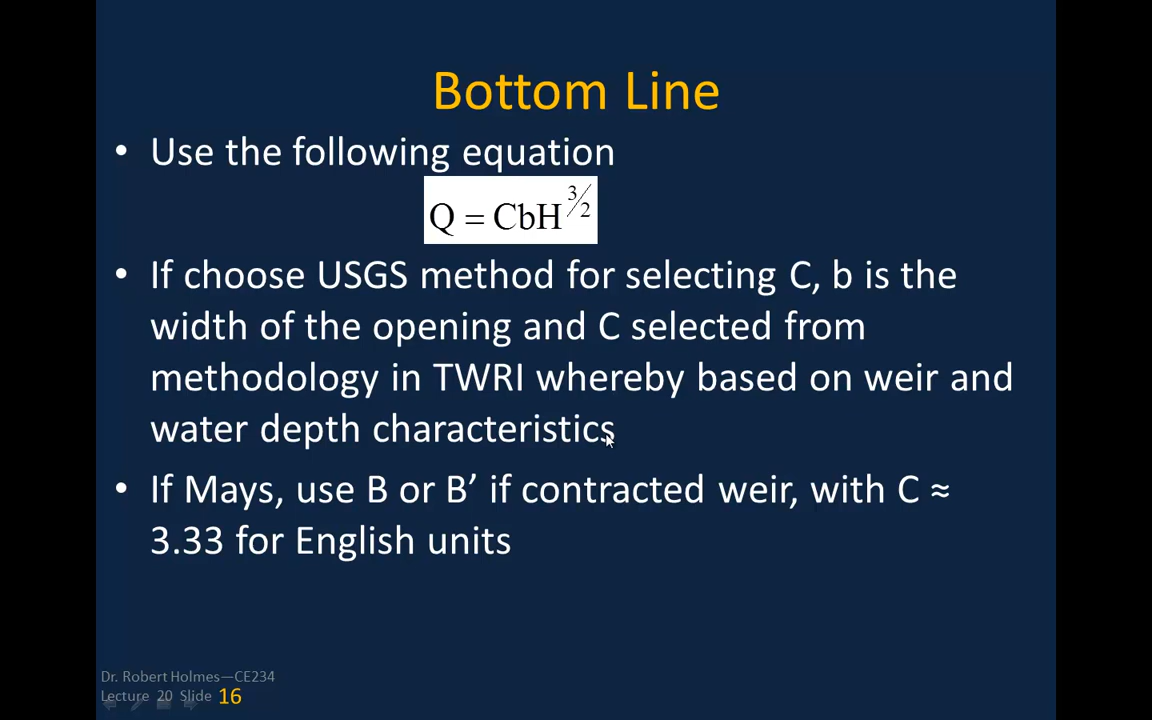 Bottom Line
• Use the following equation
Q = CbH^3/2
• If choose USGS method for selecting C, b is the
width of the opening and C selected from
methodology in TWRI whereby based on weir and
water depth characteristics
• If Mays, use B or B’ if contracted weir, with C ≈
3.33 for English units
Dr. Robert Holmes—CE234
Lecture 20 Slide 16